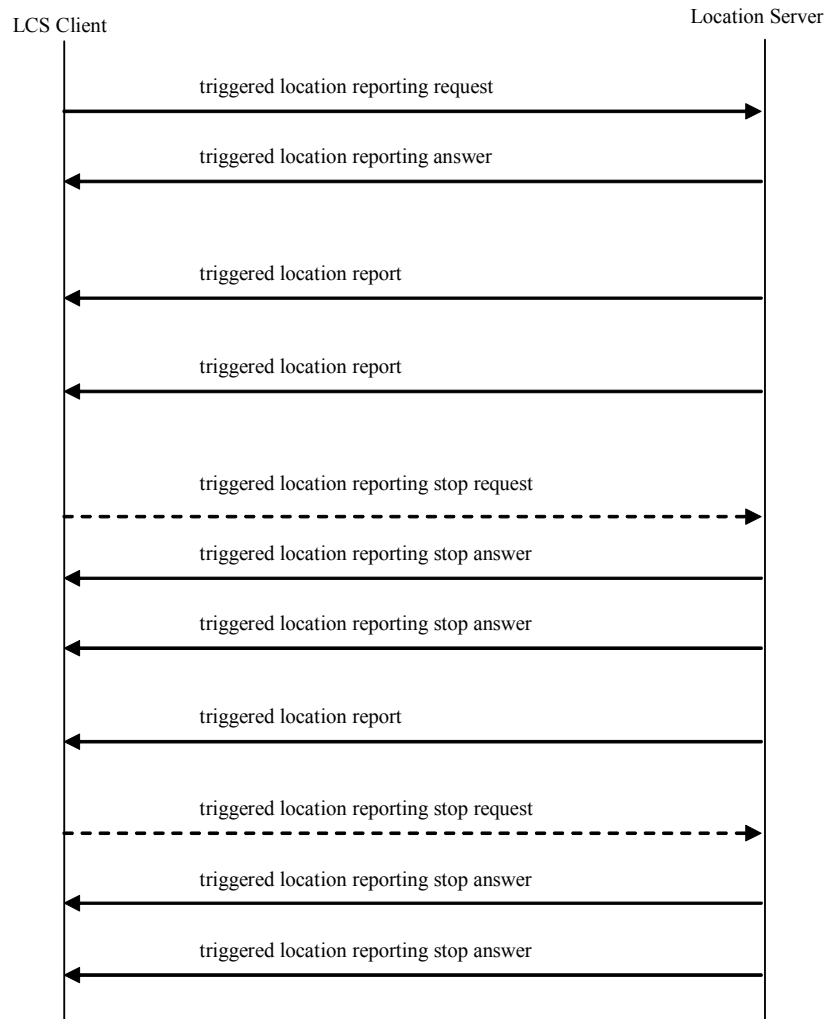 LCS Client
Location Server
triggered location reporting request
triggered location reporting answer
triggered location report
triggered location report
triggered location reporting stop request
triggered location reporting stop answer
triggered location reporting stop answer
triggered location report
triggered location reporting stop request
triggered location reporting stop answer
triggered location reporting stop answer